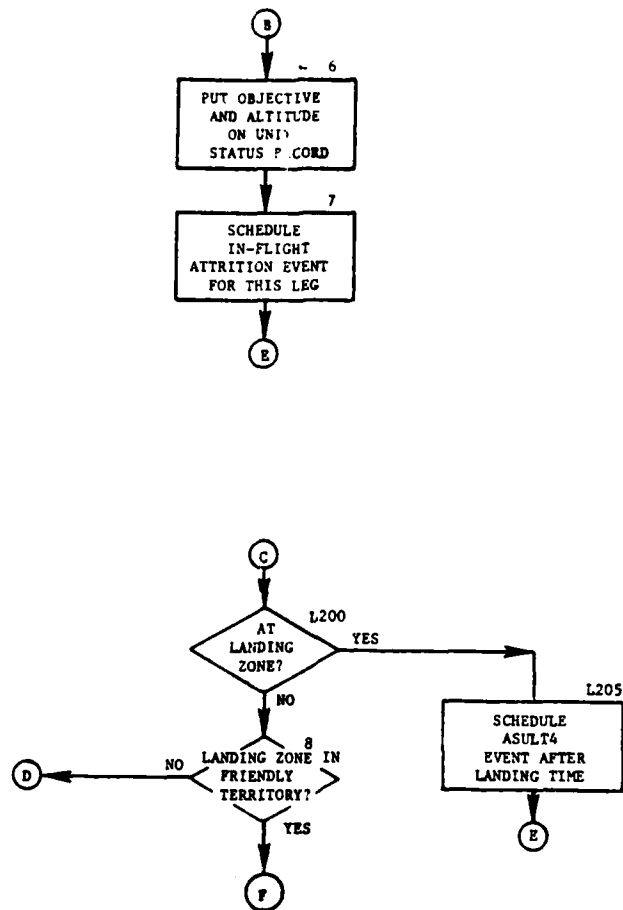 B
6
PUT OBJECTIVE
AND ALTITUDE
ON
STATUS
7
SCHEDULE
IN-FLIGHT
ATTRITION EVENT
FOR THIS LEG
E
C
L200
AT
LANDING
ZONE?
YES
NO
L205
SCHEDULE
ASULT4
EVENT AFTER
LANDING TIME
E
8
LANDING ZONE IN
FRIENDLY
TERRITORY?
NO
D
YES
F